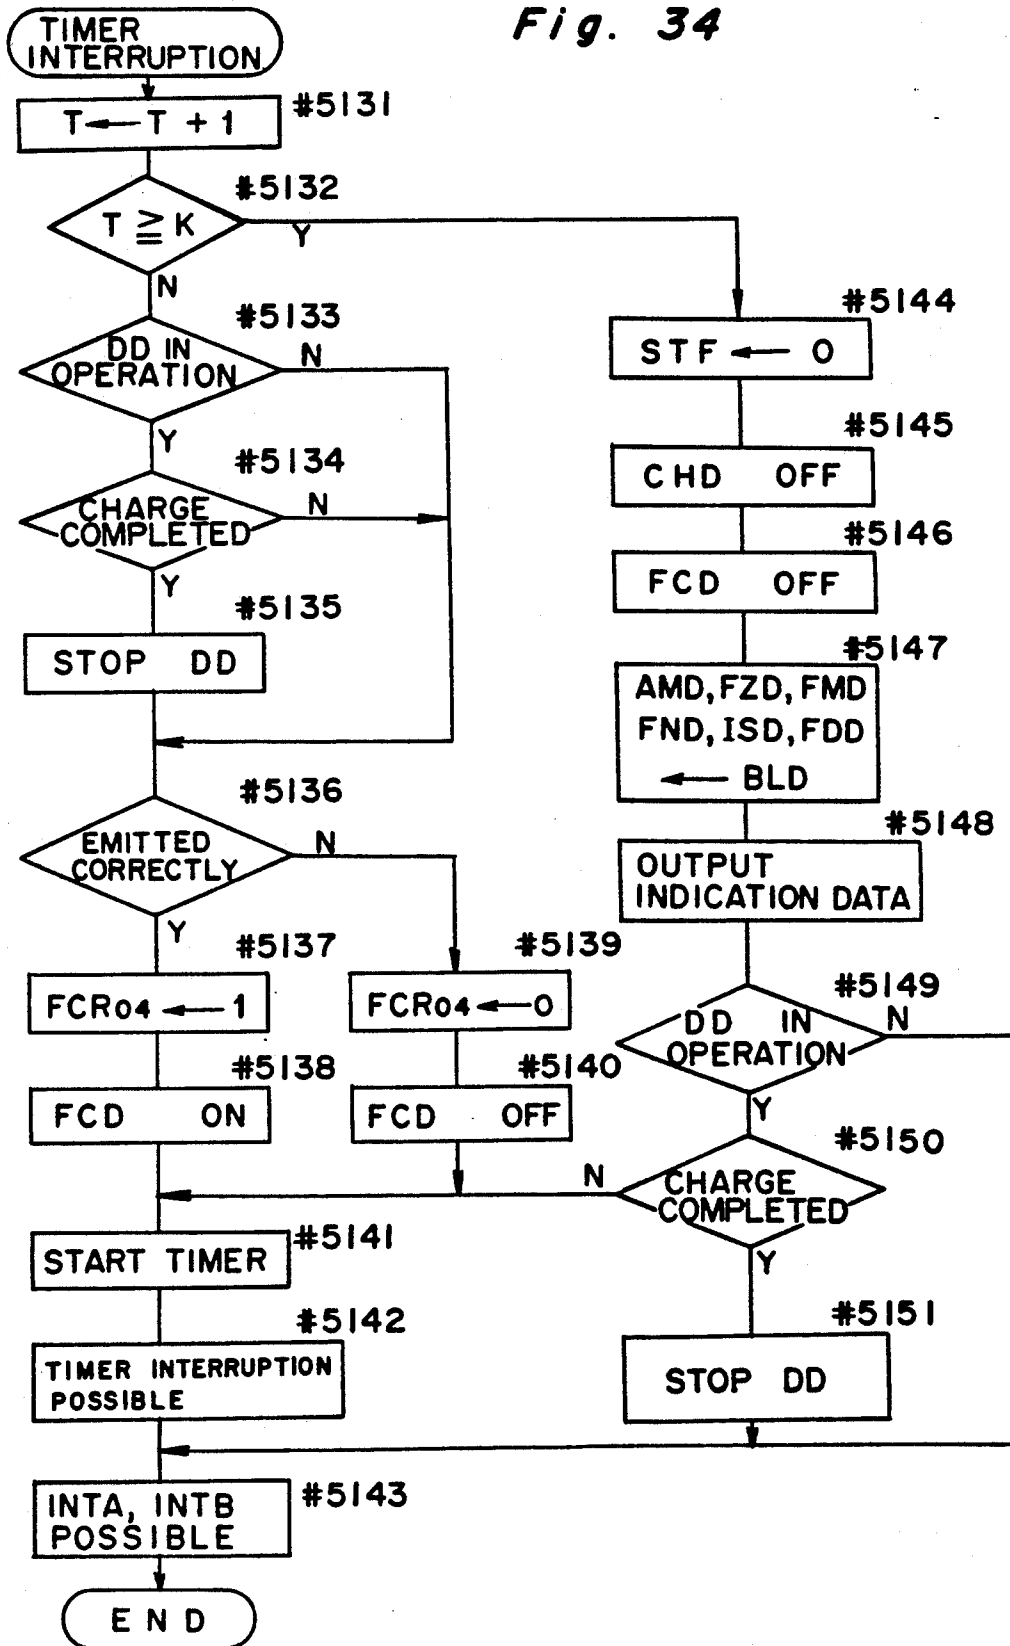 Fig. 34
TIMER
INTERRUPTION
#5131
T ← T + 1
#5132
T ≧ K
Y
N
#5133
DD IN
OPERATION
N
Y
#5134
CHARGE
COMPLETED
N
Y
#5135
STOP DD
#5136
EMITTED
CORRECTLY
N
Y
#5137
FCR04 ← 1
#5138
FCD ON
#5139
FCR04 ← 0
#5140
FCD OFF
#5141
START TIMER
#5142
TIMER INTERRUPTION
POSSIBLE
#5143
INTA, INTB
POSSIBLE
END
#5144
STF ← 0
#5145
CHD OFF
#5146
FCD OFF
#5147
AMD, FZD, FMD
FND, ISD, FDD
← BLD
#5148
OUTPUT
INDICATION DATA
#5149
DD IN
OPERATION
N
Y
#5150
CHARGE
COMPLETED
N
Y
#5151
STOP DD